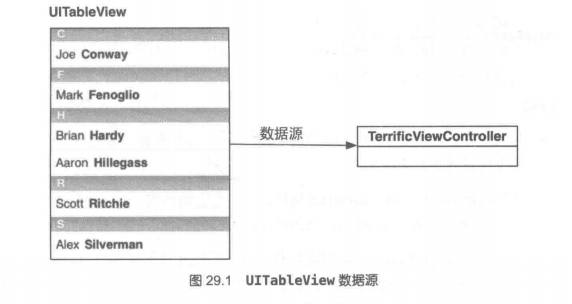 UITableView
C
Joe Conway
F
Mark Fenoglio
H
Brian Hardy
Aaron Hillegass
R
Scott Ritchie
S
Alex Silverman
数据源
TerrificViewController
图 29.1 UITableView 数据源